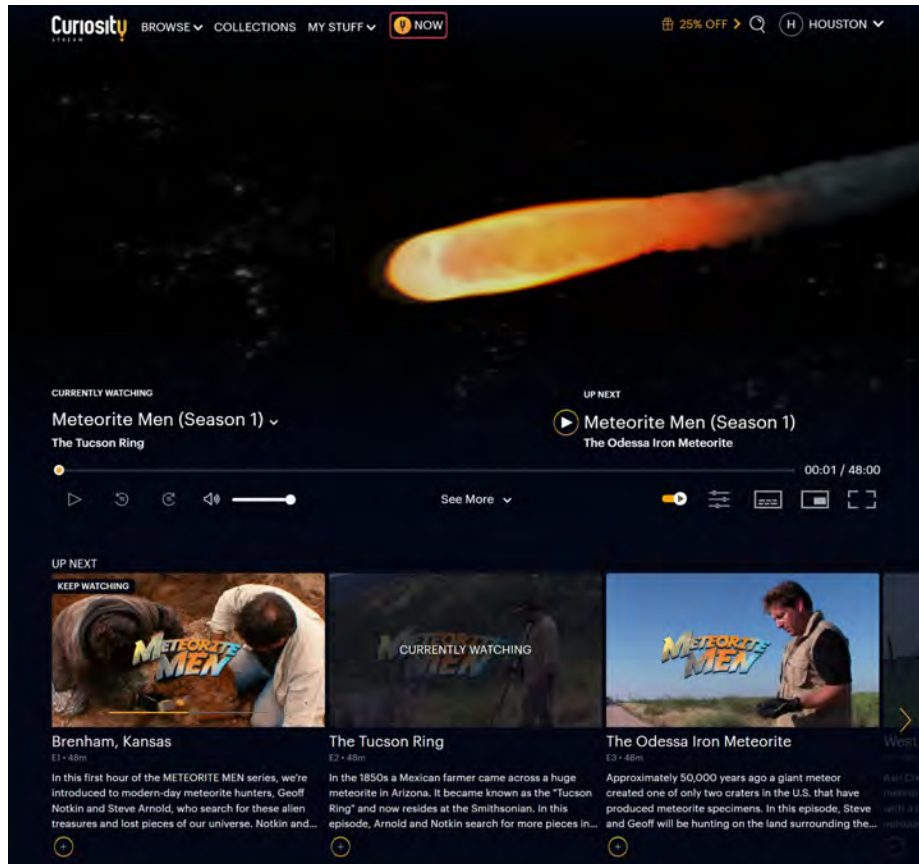 CURIOSITY
STREAM
BROWSE COLLECTIONS MY STUFF NOW 25% OFF H HOUSTON
CURRENTLY WATCHING
Meteorite Men (Season 1)
The Tucson Ring
UP NEXT
Meteorite Men (Season 1)
The Odessa Iron Meteorite
00:01 / 48:00
See More
UP NEXT
KEEP WATCHING
METEORITE
MEN
CURRENTLY WATCHING
METEORITE
MEN
Brenham, Kansas
E1 • 48m
In this first hour of the METEORITE MEN series, we're
introduced to modern-day meteorite hunters, Geoff
Notkin and Steve Arnold, who search for these alien
treasures and lost pieces of our universe. Notkin and...
The Tucson Ring
E2 • 48m
In the 1850s a Mexican farmer came across a huge
meteorite in Arizona. It became known as the "Tucson
Ring" and now resides at the Smithsonian. In this
episode, Arnold and Notkin search for more pieces in...
The Odessa Iron Meteorite
E3 • 48m
Approximately 50,000 years ago a giant meteor
created one of only two craters in the U.S. that have
produced meteorite specimens. In this episode, Steve
and Geoff will be hunting on the land surrounding the...
West